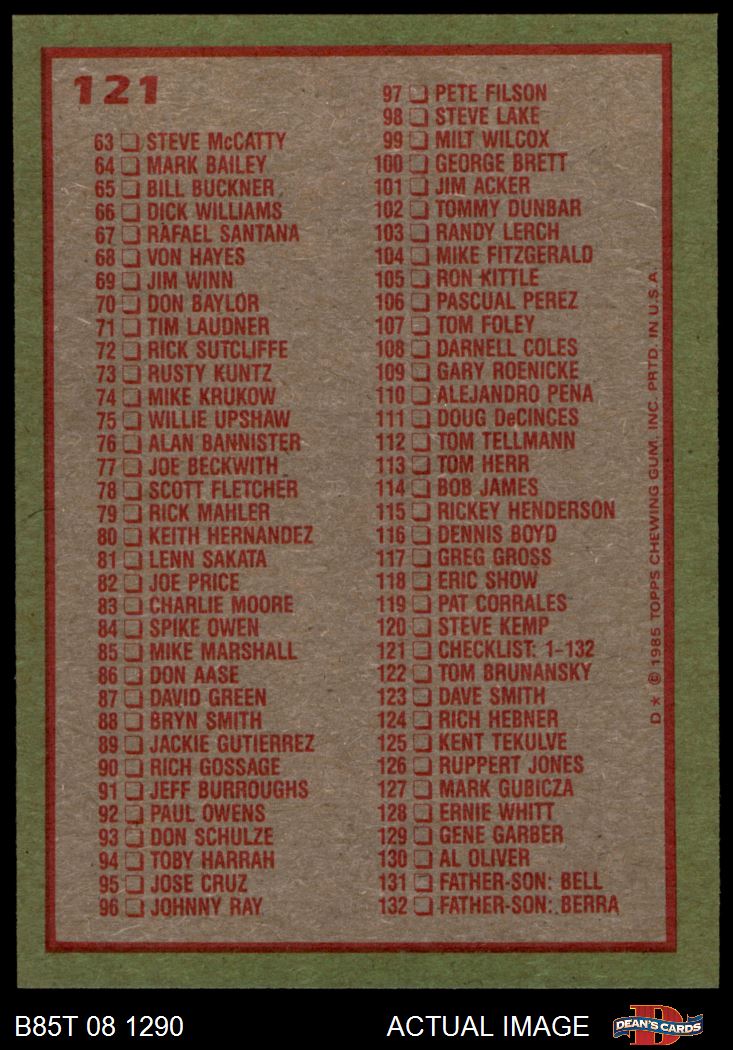 121
63 STEVE McCATTY
64 MARK BAILEY
65 BILL BUCKNER
66 DICK WILLIAMS
67 RAFAEL SANTANA
68 VON HAYES
69 JIM WINN
70 DON BAYLOR
71 TIM LAUDNER
72 RICK SUTCLIFFE
73 RUSTY KUNTZ
74 MIKE KRUKOW
75 WILLIE UPSHAW
76 ALAN BANNISTER
77 JOE BECKWITH
78 SCOTT FLETCHER
79 RICK MAHLER
80 KEITH HERNANDEZ
81 LENN SAKATA
82 JOE PRICE
83 CHARLIE MOORE
84 SPIKE OWEN
85 MIKE MARSHALL
86 DON AASE
87 DAVID GREEN
88 BRYN SMITH
89 JACKIE GUTIERREZ
90 RICH GOSSAGE
91 JEFF BURROUGHS
92 PAUL OWENS
93 DON SCHULZE
94 TOBY HARRAH
95 JOSE CRUZ
96 JOHNNY RAY
97 PETE FILSON
98 STEVE LAKE
99 MILT WILCOX
100 GEORGE BRETT
101 JIM ACKER
102 TOMMY DUNBAR
103 RANDY LERCH
104 MIKE FITZGERALD
105 RON KITTLE
106 PASCUAL PEREZ
107 TOM FOLEY
108 DARNELL COLES
109 GARY ROENICKE
110 ALEJANDRO PENA
111 DOUG DeCINCES
112 TOM TELLMANN
113 TOM HERR
114 BOB JAMES
115 RICKEY HENDERSON
116 DENNIS BOYD
117 GREG GROSS
118 ERIC SHOW
119 PAT CORRALES
120 STEVE KEMP
121 CHECKLIST: 1-132
122 TOM BRUNANSKY
123 DAVE SMITH
124 RICH HEBNER
125 KENT TEKULVE
126 RUPPERT JONES
127 MARK GUBICZA
128 ERNIE WHITT
129 GENE GARBER
130 AL OLIVER
131 FATHER-SON: BELL
132 FATHER-SON: BERRA
D* © 1985 TOPPS CHEWING GUM, INC. PRTD. IN U.S.A.
B85T 08 1290
ACTUAL IMAGE
D
DEAN'S CARDS